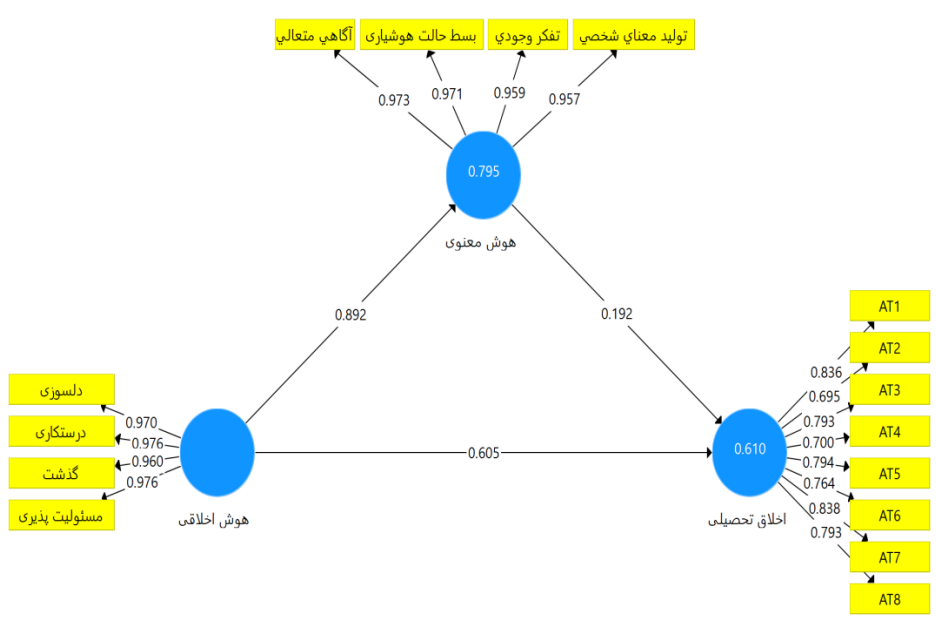 تولید معناي شخصي
تفکر وجودي
بسط حالت هوشیاری
آگاهي متعالي
0.973
0.971
0.959
0.957
0.795
هوش معنوی
0.892
0.192
AT1
AT2
AT3
AT4
AT5
AT6
AT7
AT8
0.836
0.695
0.793
0.700
0.794
0.764
0.838
0.793
0.610
اخلاق تحصیلی
0.605
دلسوزی
درستکاری
گذشت
مسئولیت پذیری
0.970
0.976
0.960
0.976
هوش اخلاقی